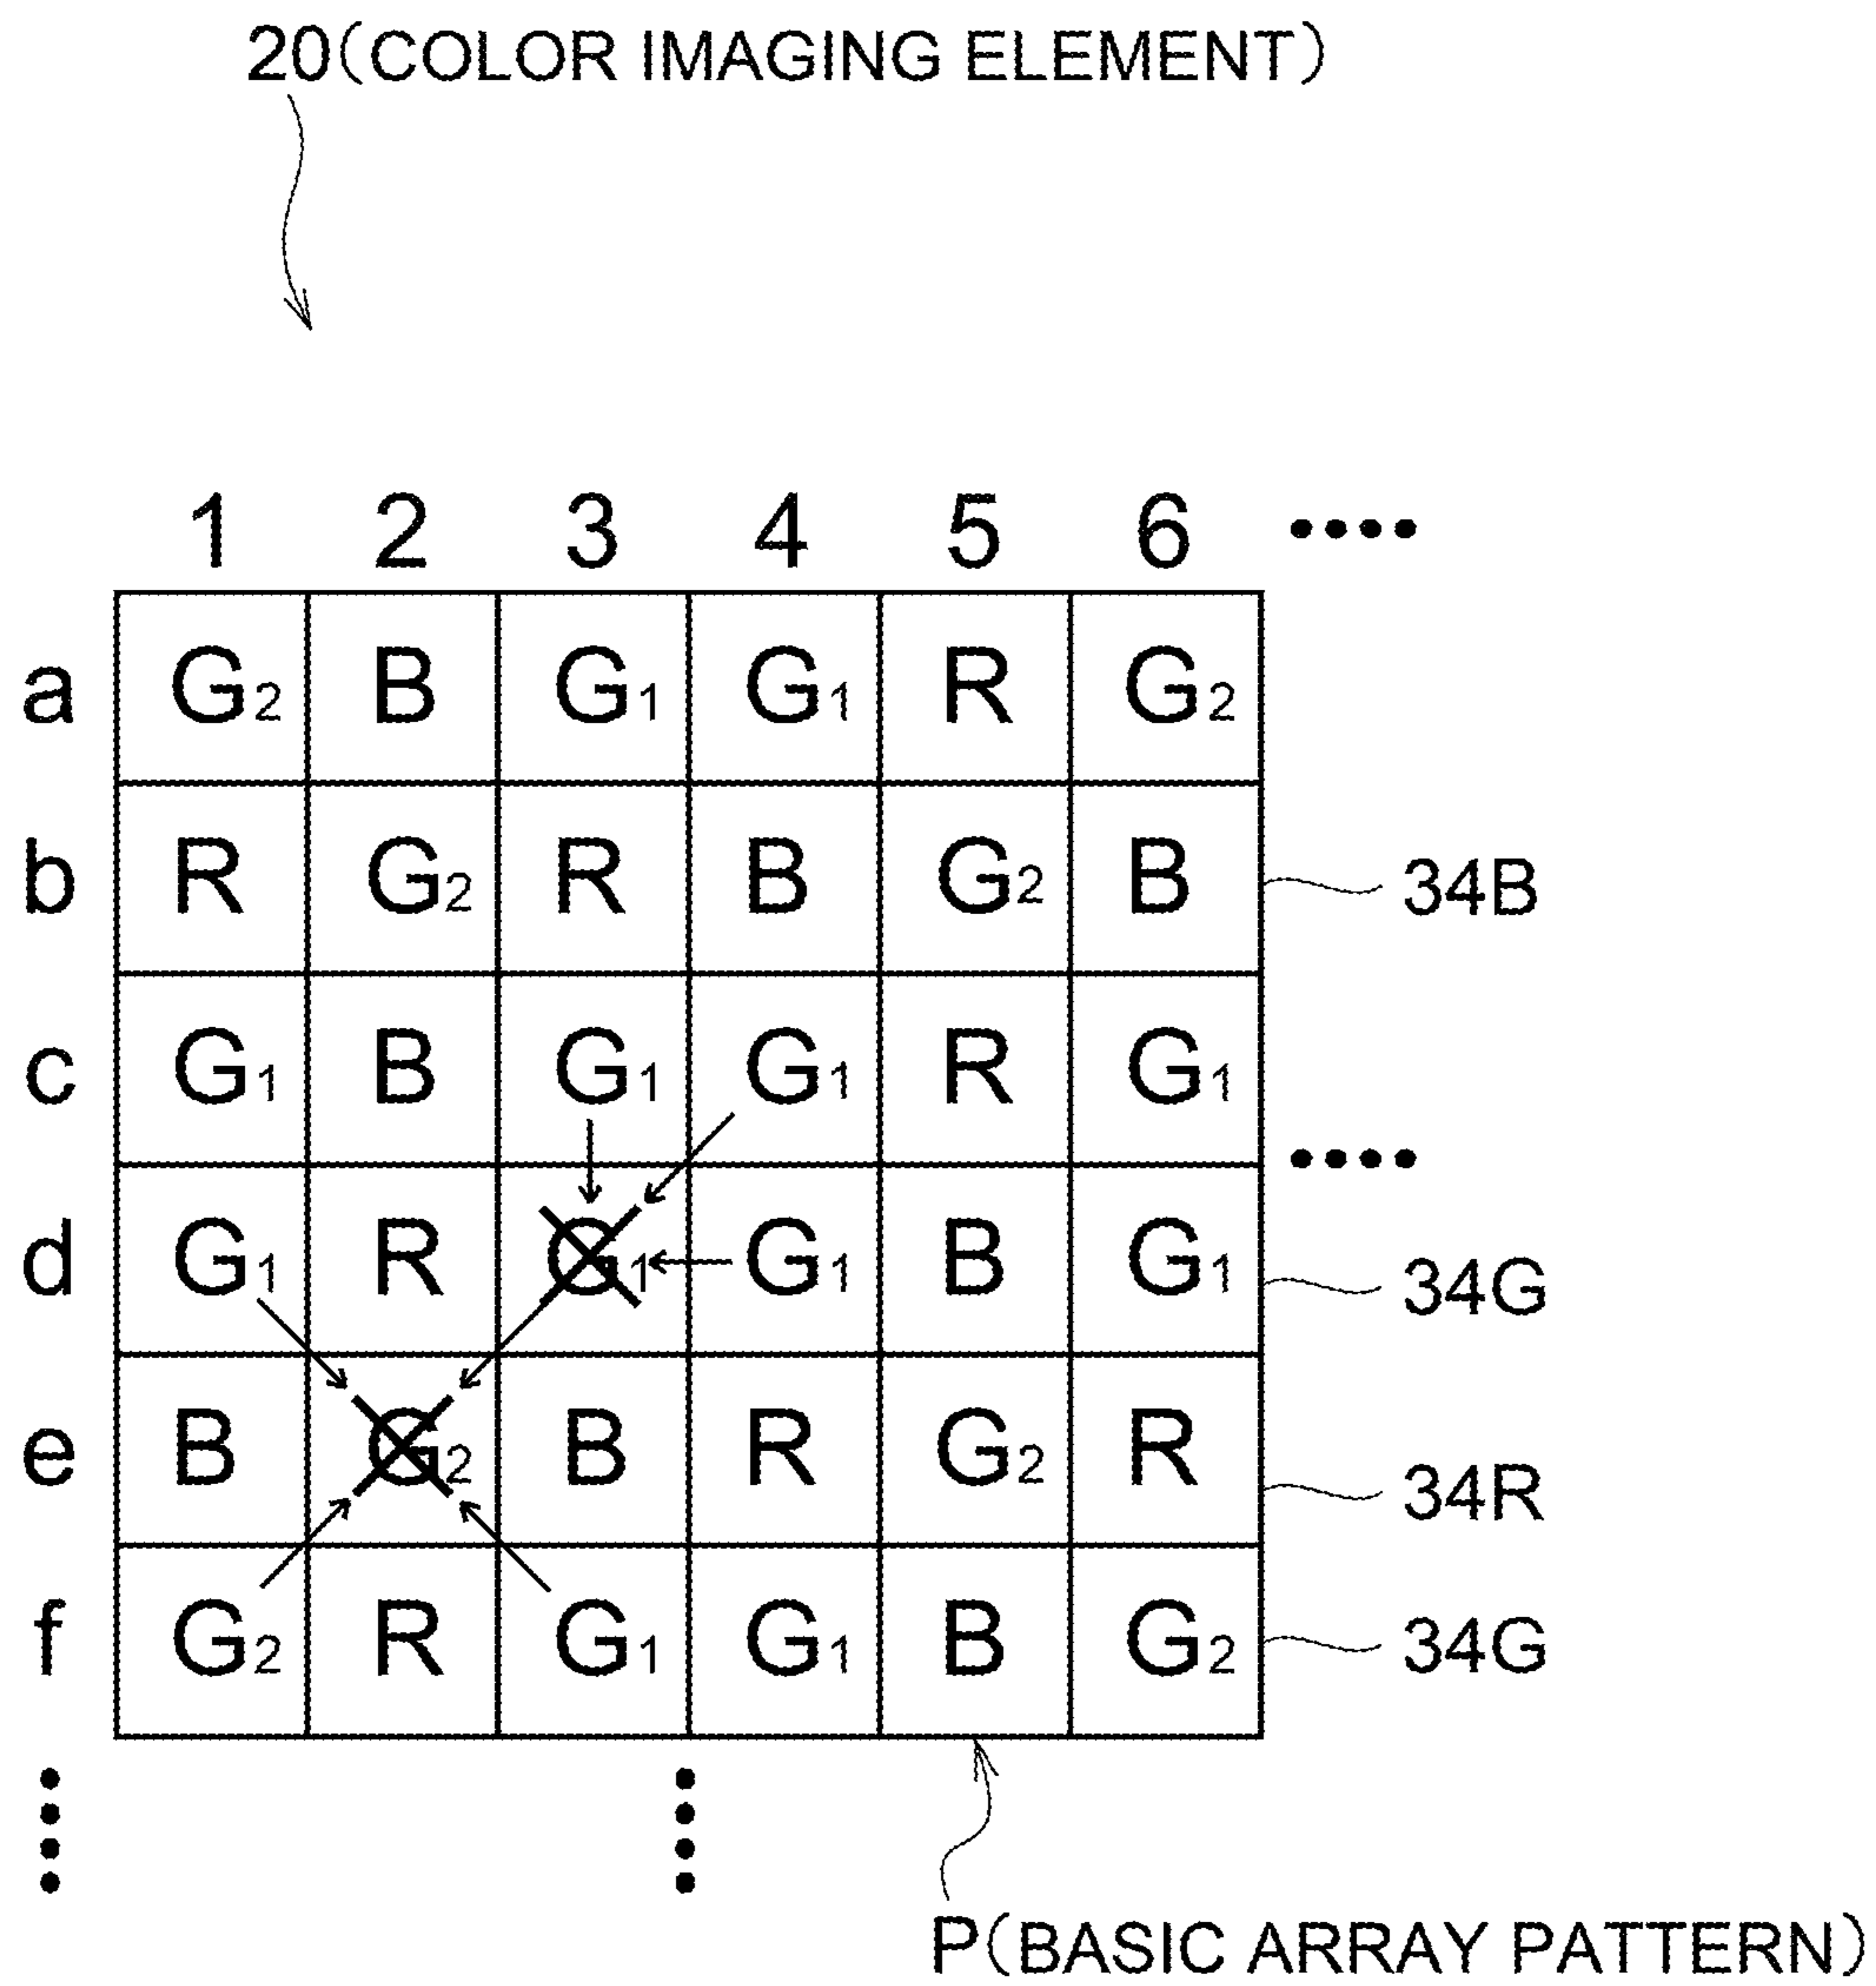 20(COLOR IMAGING ELEMENT)
1 2 3 4 5 6 ••••
a G2 B G1 G1 R G2
b R G2 R B G2 B 34B
c G1 B G1 G1 R G1
••••
d G1 R G1 G1 B G1 34G
e B G2 B R G2 R 34R
f G2 R G1 G1 B G2 34G
P(BASIC ARRAY PATTERN)